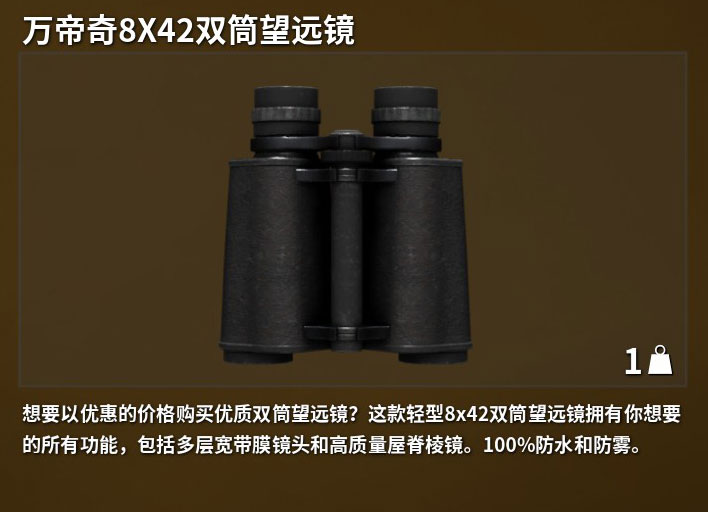 万帝奇8X42双筒望远镜
1
想要以优惠的价格购买优质双筒望远镜？这款轻型8x42双筒望远镜拥有你想要
的所有功能，包括多层宽带膜镜头和高质量屋脊棱镜。100%防水和防雾。